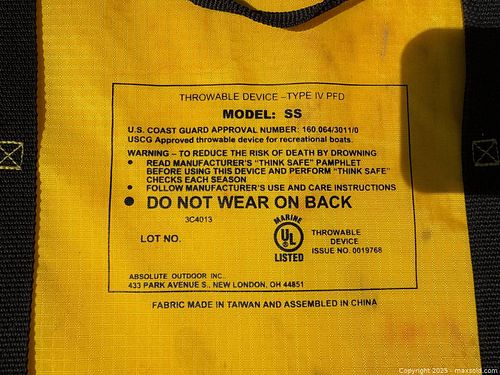 THROWABLE DEVICE –TYPE IV PFD
MODEL: SS
U.S. COAST GUARD APPROVAL NUMBER: 160.064/3011/0
USCG Approved throwable device for recreational boats.
WARNING – TO REDUCE THE RISK OF DEATH BY DROWNING
• READ MANUFACTURER'S "THINK SAFE" PAMPHLET
BEFORE USING THIS DEVICE AND PERFORM "THINK SAFE"
CHECKS EACH SEASON
• FOLLOW MANUFACTURER'S USE AND CARE INSTRUCTIONS
• DO NOT WEAR ON BACK
3C4013
LOT NO.
MARINE
UL
LISTED
THROWABLE
DEVICE
ISSUE NO. 0019768
ABSOLUTE OUTDOOR INC.
433 PARK AVENUE S., NEW LONDON, OH 44851
FABRIC MADE IN TAIWAN AND ASSEMBLED IN CHINA
Copyright 2025 - maxsold.com